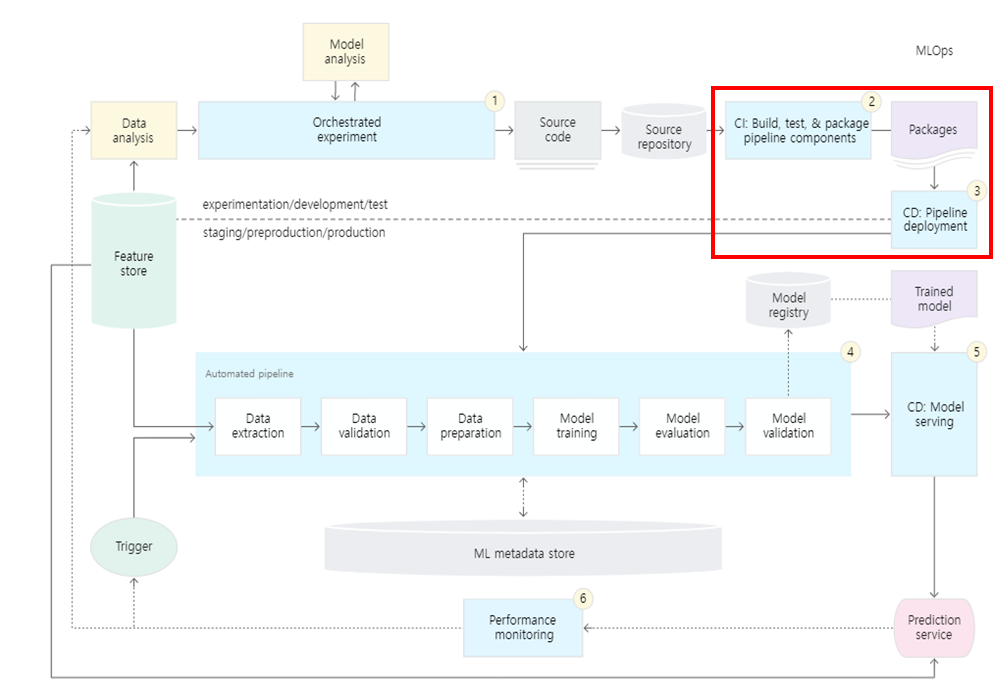 MLOps
Model
analysis
1
2
Data
analysis
Orchestrated
experiment
Source
code
Source
repository
CI: Build, test, & package
pipeline components
Packages
3
experimentation/development/test
CD: Pipeline
deployment
staging/preproduction/production
Feature
store
Model
registry
Trained
model
4
5
Automated pipeline
Data
extraction
Data
validation
Data
preparation
Model
training
Model
evaluation
Model
validation
CD: Model
serving
Trigger
ML metadata store
6
Performance
monitoring
Prediction
service